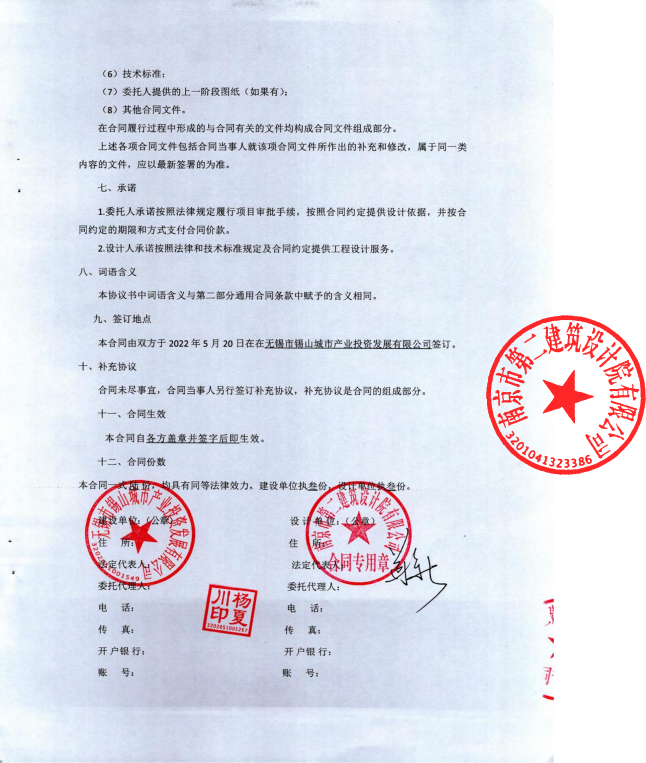 （6）技术标准；
（7）委托人提供的上一阶段图纸（如果有）；
（8）其他合同文件。
在合同履行过程中形成的与合同有关的文件均构成合同文件组成部分。
上述各项合同文件包括合同当事人就该项合同文件所作出的补充和修改，属于同一类
内容的文件，应以最新签署的为准。
七、承诺
1.委托人承诺按照法律规定履行项目审批手续，按照合同约定提供设计依据，并按合
同约定的期限和方式支付合同价款。
2.设计人承诺按照法律和技术标准规定及合同约定提供工程设计服务。
八、词语含义
本协议书中词语含义与第二部分通用合同条款中赋予的含义相同。
九、签订地点
本合同由双方于 2022 年 5 月 20 日在在无锡市锡山城市产业投资发展有限公司签订。
十、补充协议
合同未尽事宜，合同当事人另行签订补充协议，补充协议是合同的组成部分。
十一、合同生效
本合同自各方盖章并签字后即生效。
十二、合同份数
本合同一式 份，均具有同等法律效力，建设单位执叁份，设计单位执叁份。
建设单位：（公章）
设计单位：（公章）
住 所：
住 所
法定代表人：
法定代表人
委托代理人：
委托代理人：
电 话：
电 话：
传 真：
传 真：
开户银行：
开户银行：
账 号：
账 号：
无锡市锡山城市产业投资发展有限公司
南京市第二建筑设计院有限公司
合同专用章
杨夏川印
南京市第二建筑设计院有限公司
3201041323386